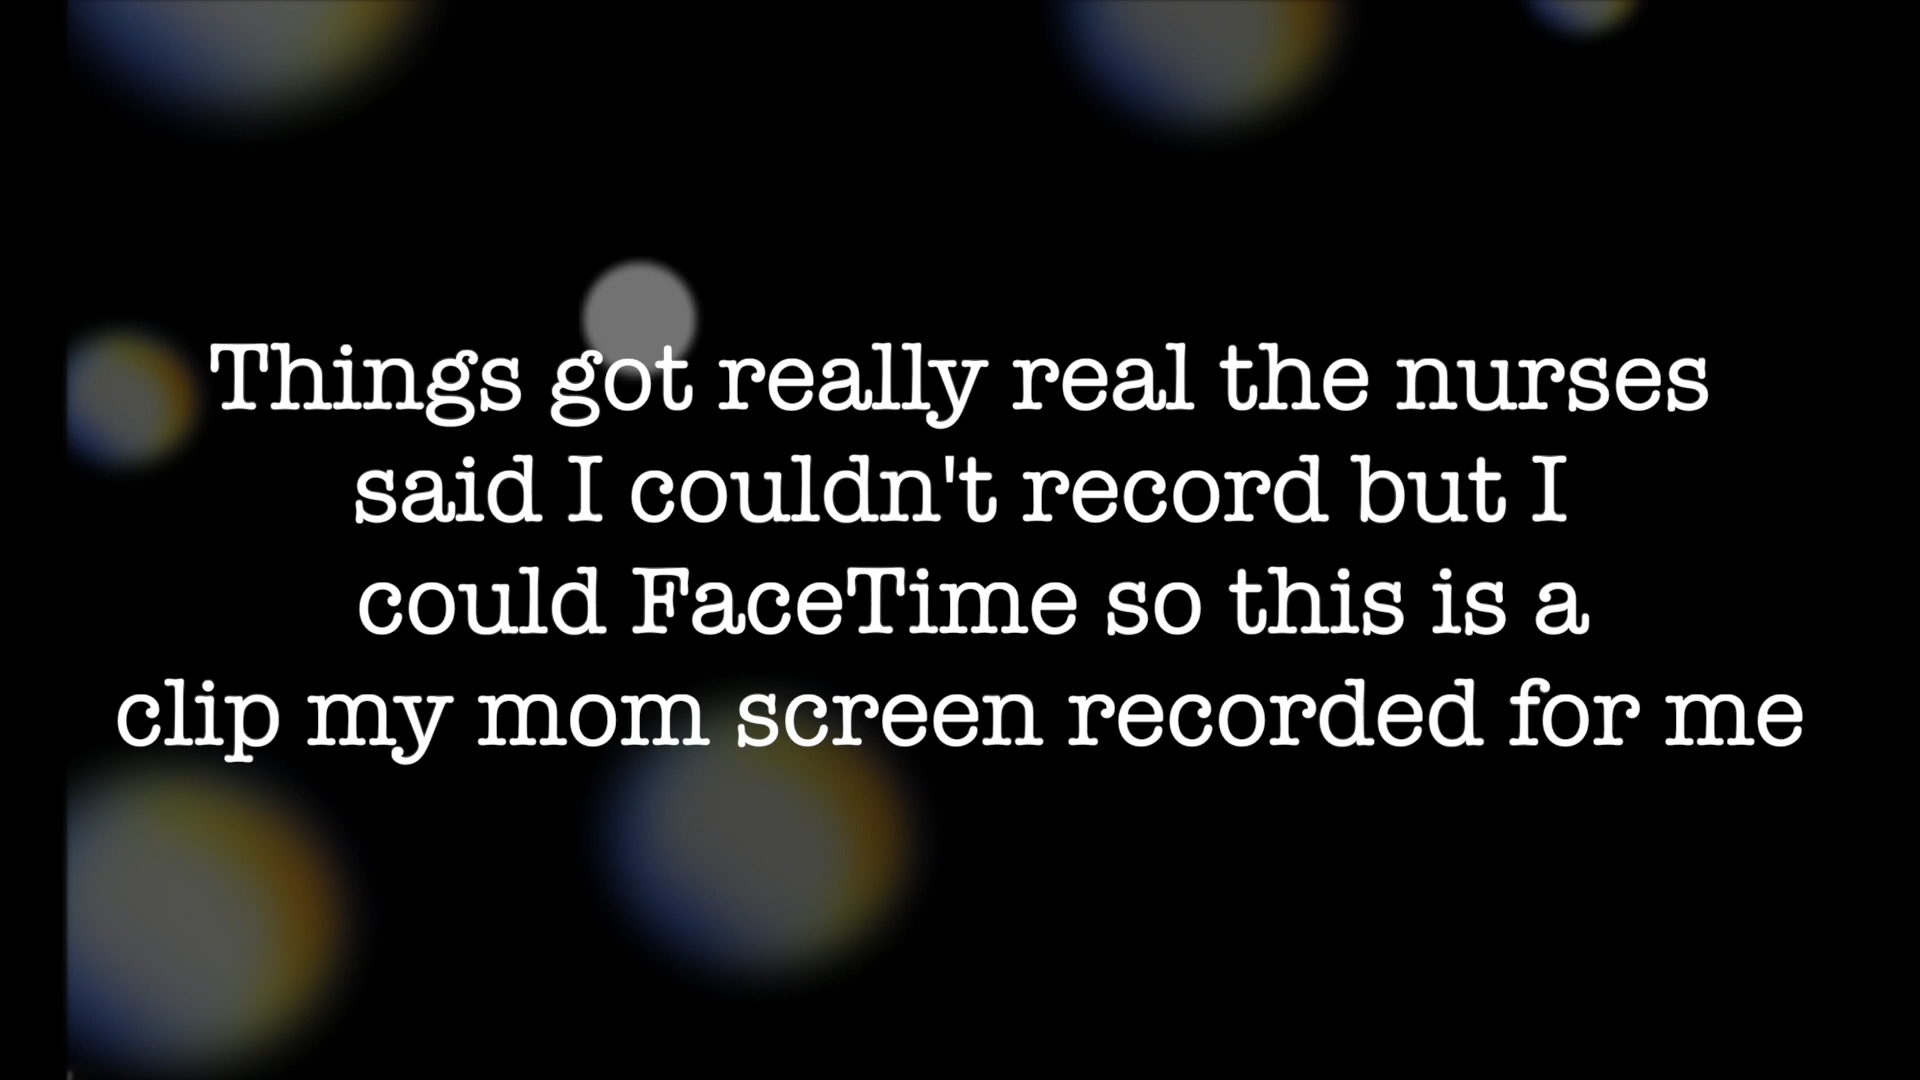 Things got really real the nurses
said I couldn't record but I
could FaceTime so this is a
clip my mom screen recorded for me